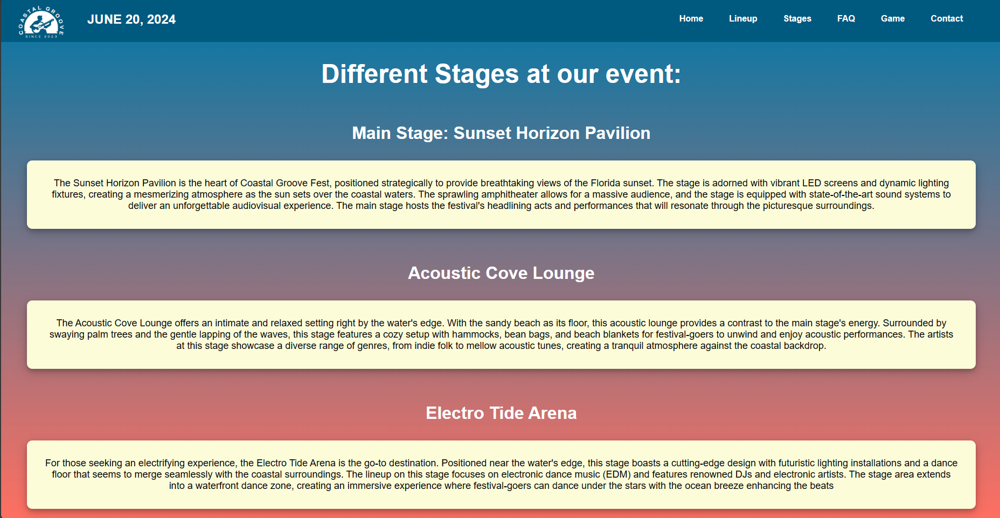 COASTAL GROOVE
SINCE 2023
JUNE 20, 2024
Home
Lineup
Stages
FAQ
Game
Contact
Different Stages at our event:
Main Stage: Sunset Horizon Pavilion
The Sunset Horizon Pavilion is the heart of Coastal Groove Fest, positioned strategically to provide breathtaking views of the Florida sunset. The stage is adorned with vibrant LED screens and dynamic lighting
fixtures, creating a mesmerizing atmosphere as the sun sets over the coastal waters. The sprawling amphitheater allows for a massive audience, and the stage is equipped with state-of-the-art sound systems to
deliver an unforgettable audiovisual experience. The main stage hosts the festival's headlining acts and performances that will resonate through the picturesque surroundings.
Acoustic Cove Lounge
The Acoustic Cove Lounge offers an intimate and relaxed setting right by the water's edge. With the sandy beach as its floor, this acoustic lounge provides a contrast to the main stage's energy. Surrounded by
swaying palm trees and the gentle lapping of the waves, this stage features a cozy setup with hammocks, bean bags, and beach blankets for festival-goers to unwind and enjoy acoustic performances. The artists
at this stage showcase a diverse range of genres, from indie folk to mellow acoustic tunes, creating a tranquil atmosphere against the coastal backdrop.
Electro Tide Arena
For those seeking an electrifying experience, the Electro Tide Arena is the go-to destination. Positioned near the water's edge, this stage boasts a cutting-edge design with futuristic lighting installations and a dance
floor that seems to merge seamlessly with the coastal surroundings. The lineup on this stage focuses on electronic dance music (EDM) and features renowned DJs and electronic artists. The stage area extends
into a waterfront dance zone, creating an immersive experience where festival-goers can dance under the stars with the ocean breeze enhancing the beats